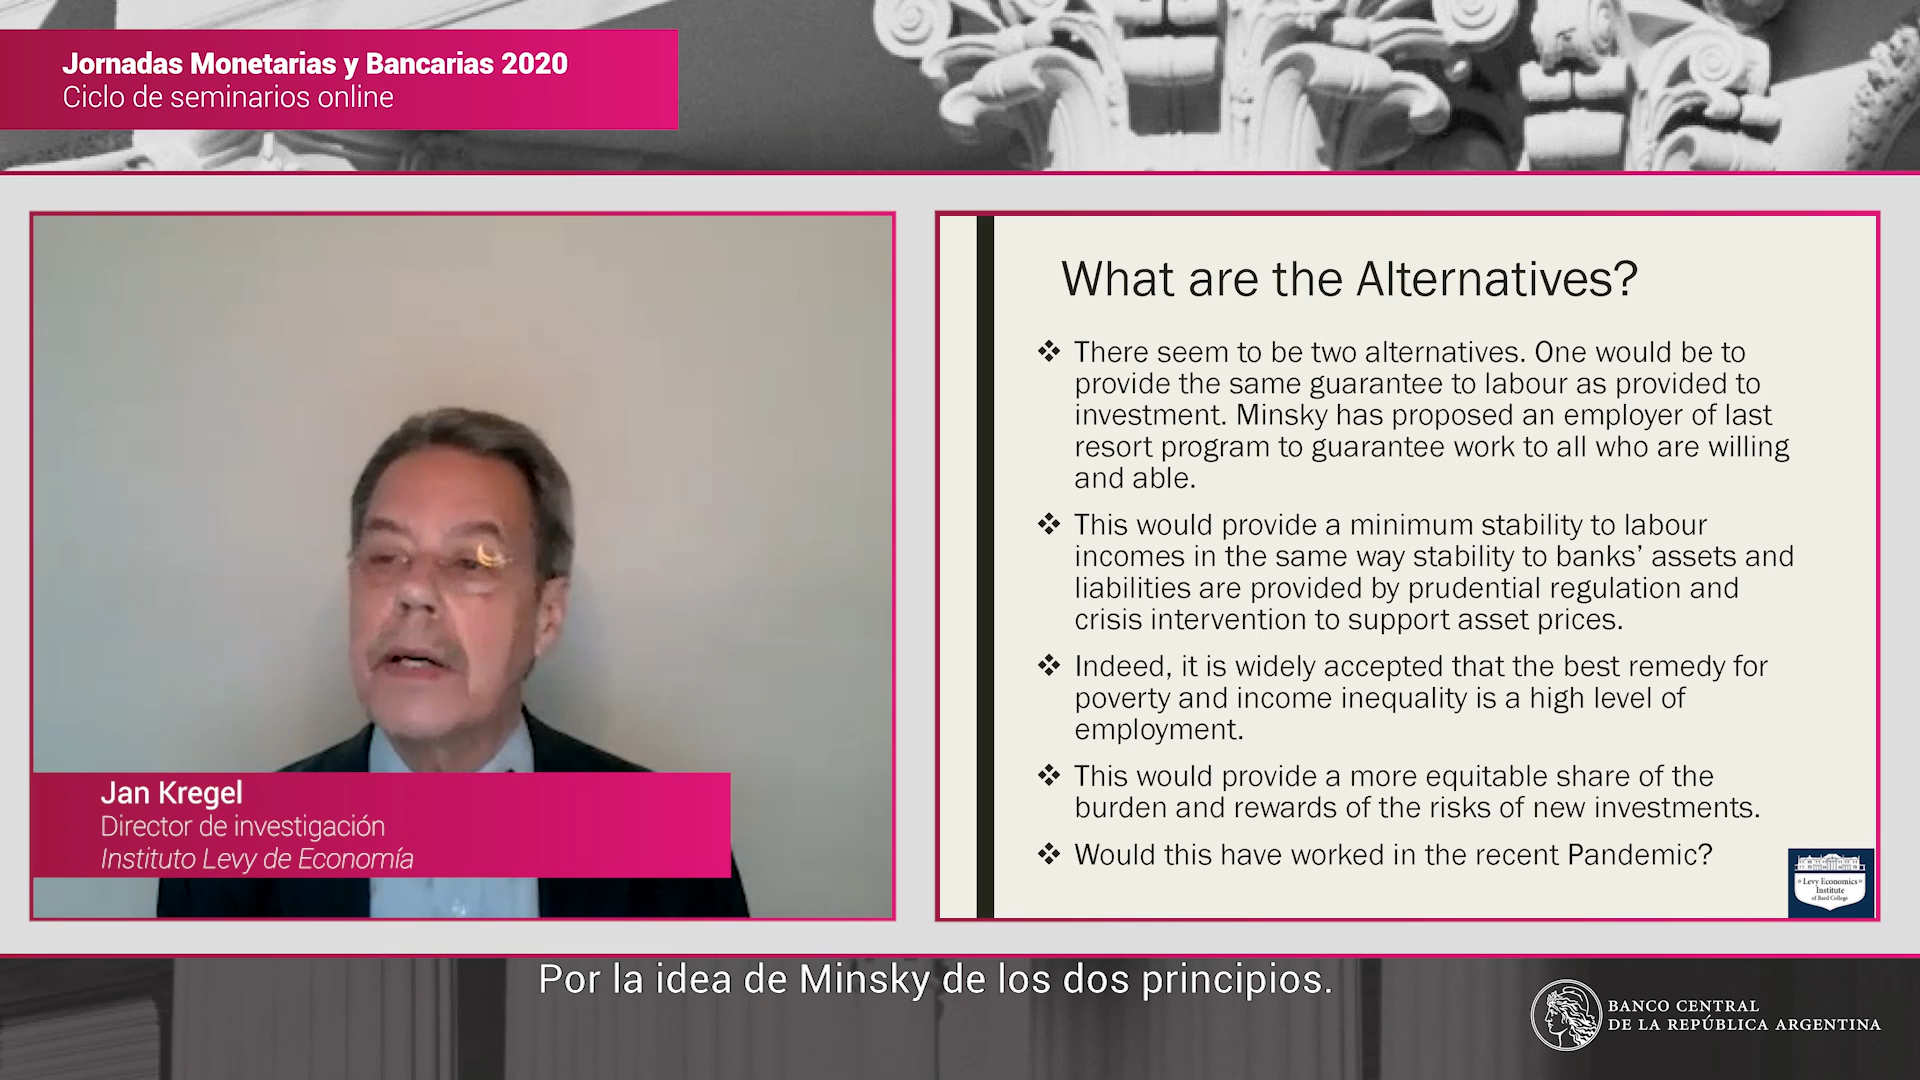 Jornadas Monetarias y Bancarias 2020
Ciclo de seminarios online
What are the Alternatives?
❖ There seem to be two alternatives. One would be to
provide the same guarantee to labour as provided to
investment. Minsky has proposed an employer of last
resort program to guarantee work to all who are willing
and able.
❖ This would provide a minimum stability to labour
incomes in the same way stability to banks’ assets and
liabilities are provided by prudential regulation and
crisis intervention to support asset prices.
❖ Indeed, it is widely accepted that the best remedy for
poverty and income inequality is a high level of
employment.
❖ This would provide a more equitable share of the
burden and rewards of the risks of new investments.
❖ Would this have worked in the recent Pandemic?
Levy Economics
Institute
of Bard College
Jan Kregel
Director de investigación
Instituto Levy de Economía
Por la idea de Minsky de los dos principios.
BANCO CENTRAL
DE LA REPÚBLICA ARGENTINA